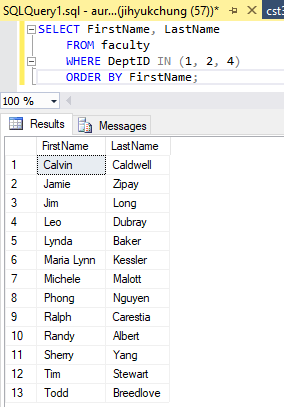 SQLQuery1.sql - aur...(jihyukchung (57))* cst3
SELECT FirstName, LastName
FROM faculty
WHERE DeptID IN (1, 2, 4)
ORDER BY FirstName;
100 %
Results Messages
FirstName LastName
1 Calvin Caldwell
2 Jamie Zipay
3 Jim Long
4 Leo Dubray
5 Lynda Baker
6 Maria Lynn Kessler
7 Michele Malott
8 Phong Nguyen
9 Ralph Carestia
10 Randy Albert
11 Sherry Yang
12 Tim Stewart
13 Todd Breedlove